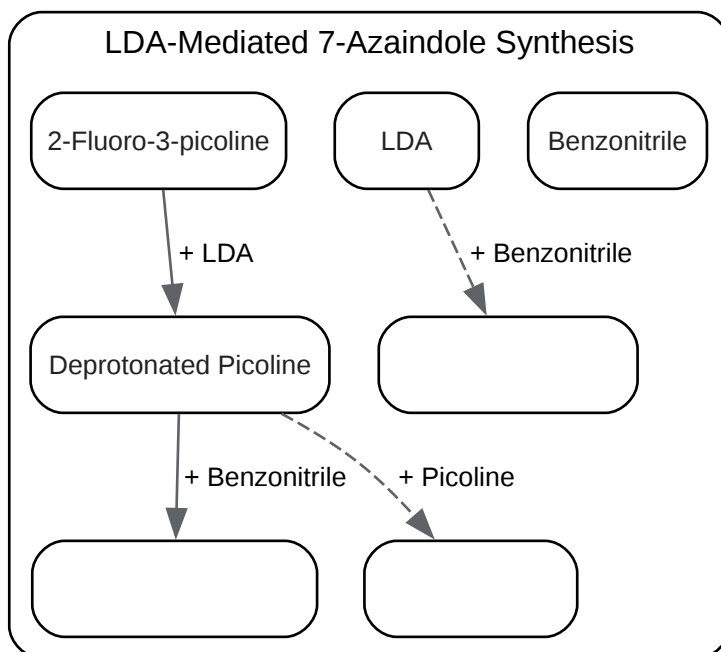 LDA-Mediated 7-Azaindole Synthesis
2-Fluoro-3-picoline
LDA
Benzonitrile
+ LDA
+ Benzonitrile
Deprotonated Picoline
+ Benzonitrile
+ Picoline